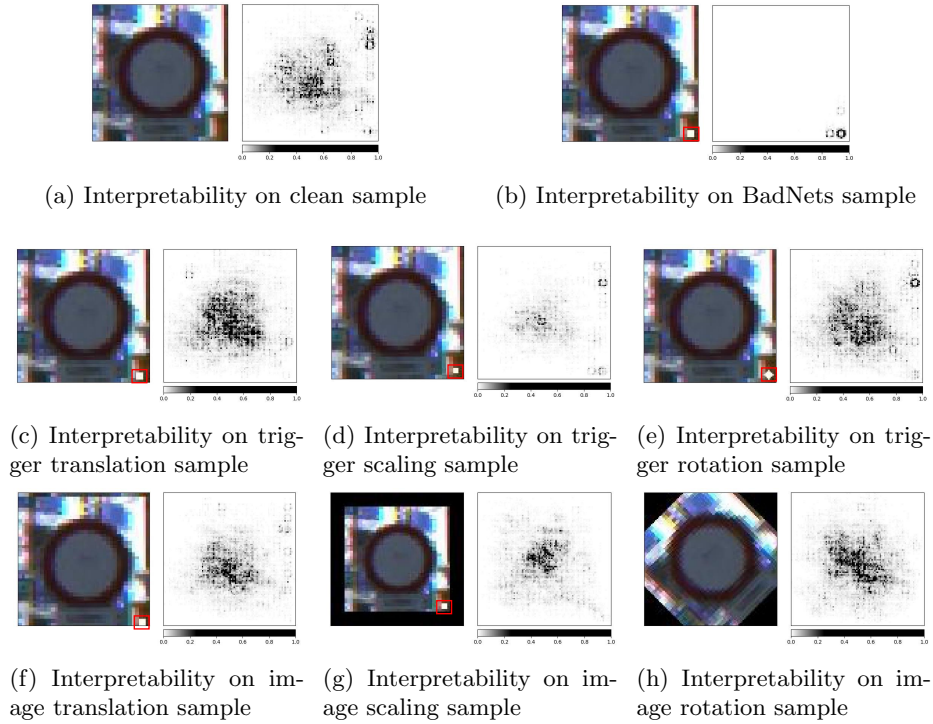 0.0 0.2 0.4 0.6 0.8 1.0
0.0 0.2 0.4 0.6 0.8 1.0
(a) Interpretability on clean sample
(b) Interpretability on BadNets sample
0.0 0.2 0.4 0.6 0.8 1.0
0.0 0.2 0.4 0.6 0.8 1.0
0.0 0.2 0.4 0.6 0.8 1.0
(c) Interpretability on trig-
ger translation sample
(d) Interpretability on trig-
ger scaling sample
(e) Interpretability on trig-
ger rotation sample
0.0 0.2 0.4 0.6 0.8 1.0
0.0 0.2 0.4 0.6 0.8 1.0
0.0 0.2 0.4 0.6 0.8 1.0
(f) Interpretability on im-
age translation sample
(g) Interpretability on im-
age scaling sample
(h) Interpretability on im-
age rotation sample